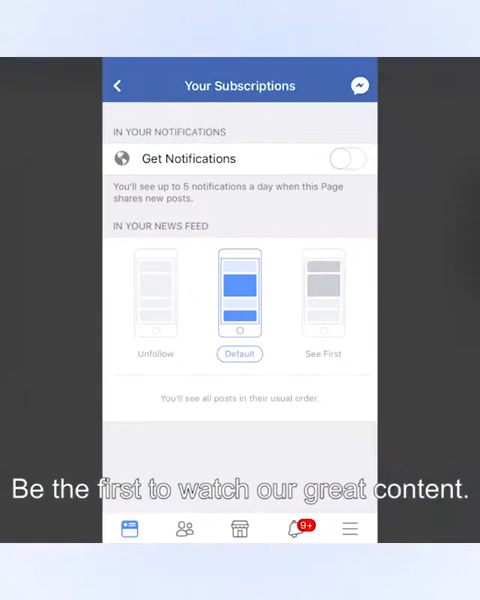 Your Subscriptions
IN YOUR NOTIFICATIONS
Get Notifications
You'll see up to 5 notifications a day when this Page
shares new posts.
IN YOUR NEWS FEED
Unfollow
Default
See First
You'll see all posts in their usual order.
Be the first to watch our great content.
9+